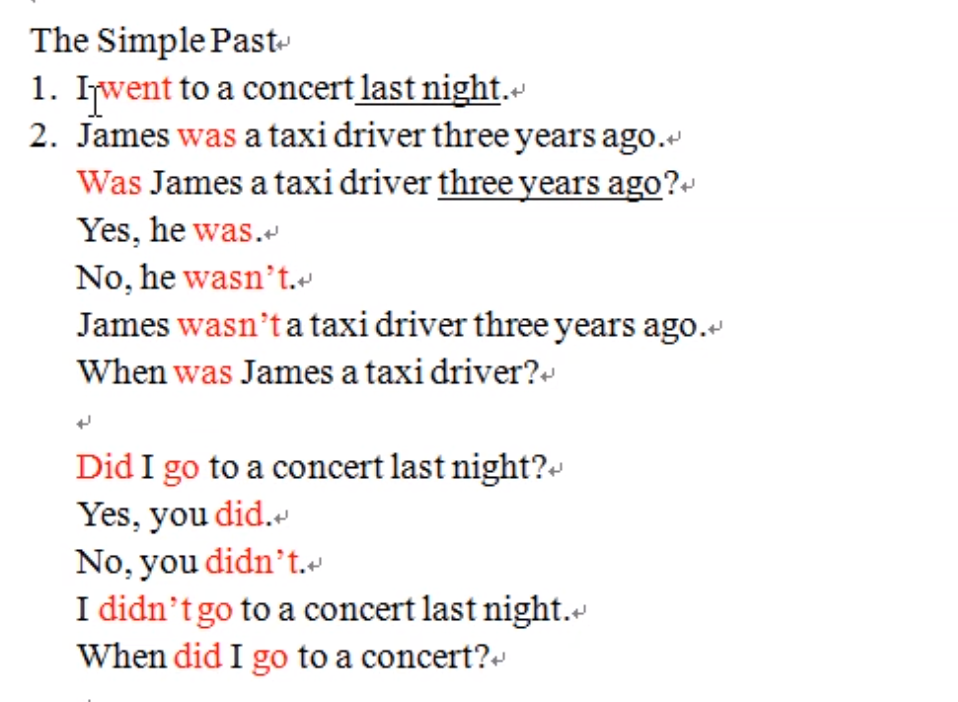 The Simple Past
1. I went to a concert last night.
2. James was a taxi driver three years ago.
Was James a taxi driver three years ago?
Yes, he was.
No, he wasn’t.
James wasn’t a taxi driver three years ago.
When was James a taxi driver?
Did I go to a concert last night?
Yes, you did.
No, you didn’t.
I didn’t go to a concert last night.
When did I go to a concert?